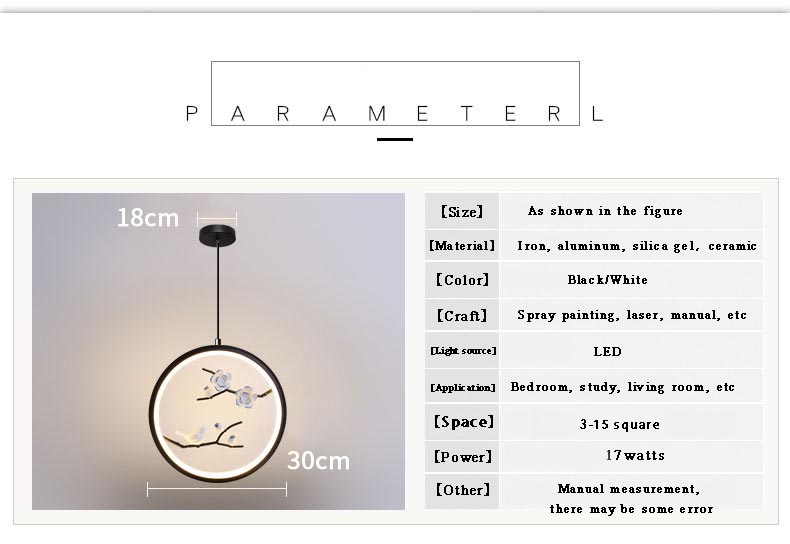 PARAMETERL
18cm
30cm
【Size】 As shown in the figure
【Material】 Iron, aluminum, silica gel, ceramic
【Color】 Black/White
【Craft】 Spray painting, laser, manual, etc
【Light source】 LED
【Application】 Bedroom, study, living room, etc
【Space】 3-15 square
【Power】 17watts
【Other】 Manual measurement,
there may be some error